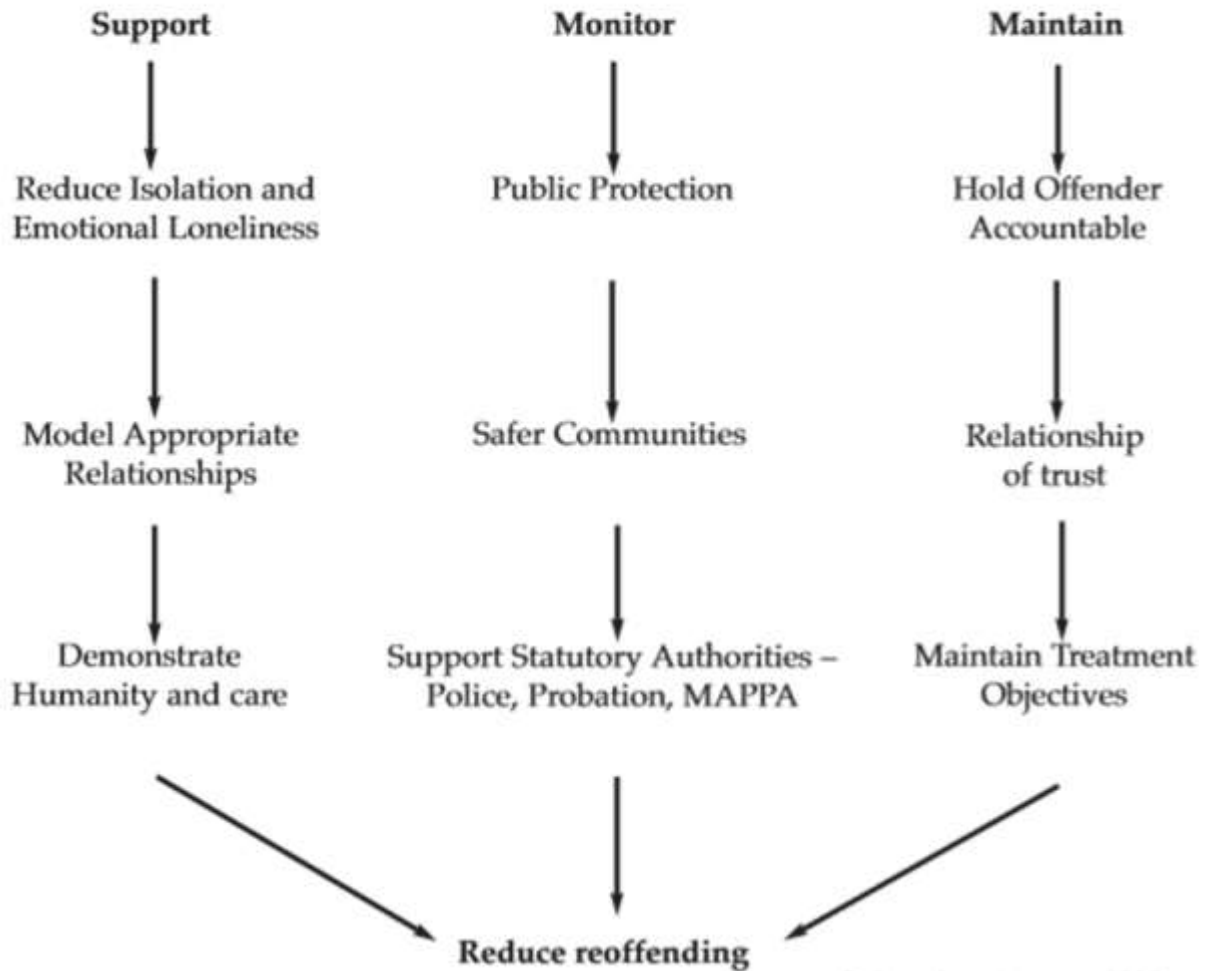 Support
Monitor
Maintain
Reduce Isolation and
Emotional Loneliness
Public Protection
Hold Offender
Accountable
Model Appropriate
Relationships
Safer Communities
Relationship
of trust
Demonstrate
Humanity and care
Support Statutory Authorities –
Police, Probation, MAPPA
Maintain Treatment
Objectives
Reduce reoffending